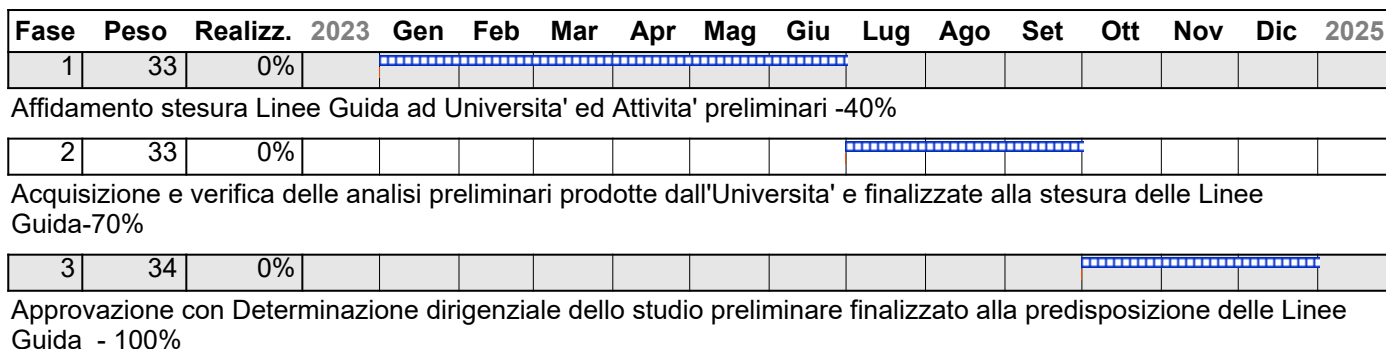 Fase Peso Realizz. 2023 Gen Feb Mar Apr Mag Giu Lug Ago Set Ott Nov Dic 2025
1 33 0%
Affidamento stesura Linee Guida ad Universita' ed Attivita' preliminari -40%
2 33 0%
Acquisizione e verifica delle analisi preliminari prodotte dall'Universita' e finalizzate alla stesura delle Linee
Guida-70%
3 34 0%
Approvazione con Determinazione dirigenziale dello studio preliminare finalizzato alla predisposizione delle Linee
Guida - 100%